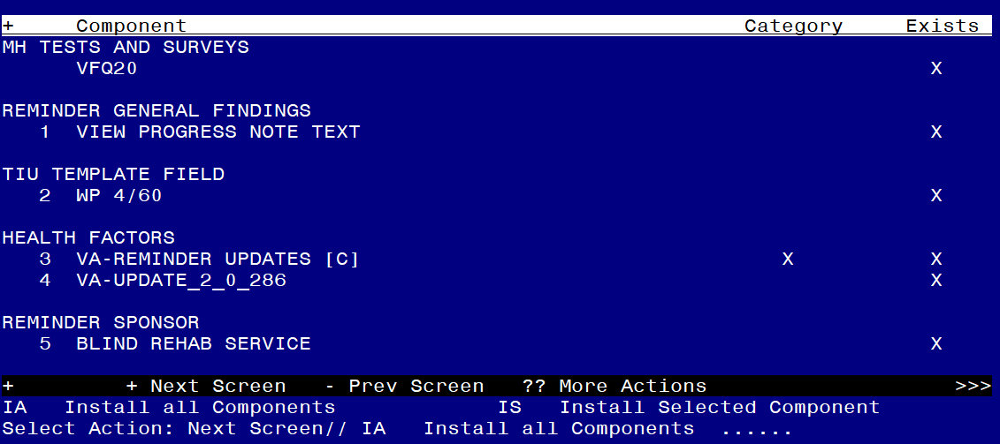 + Component Category Exists
MH TESTS AND SURVEYS
VFQ20 X
REMINDER GENERAL FINDINGS
1 VIEW PROGRESS NOTE TEXT X
TIU TEMPLATE FIELD
2 WP 4/60 X
HEALTH FACTORS
3 VA-REMINDER UPDATES [C] X X
4 VA-UPDATE_2_0_286 X
REMINDER SPONSOR
5 BLIND REHAB SERVICE X
+ + Next Screen - Prev Screen ?? More Actions >>>
IA Install all Components IS Install Selected Component
Select Action: Next Screen// IA Install all Components ......